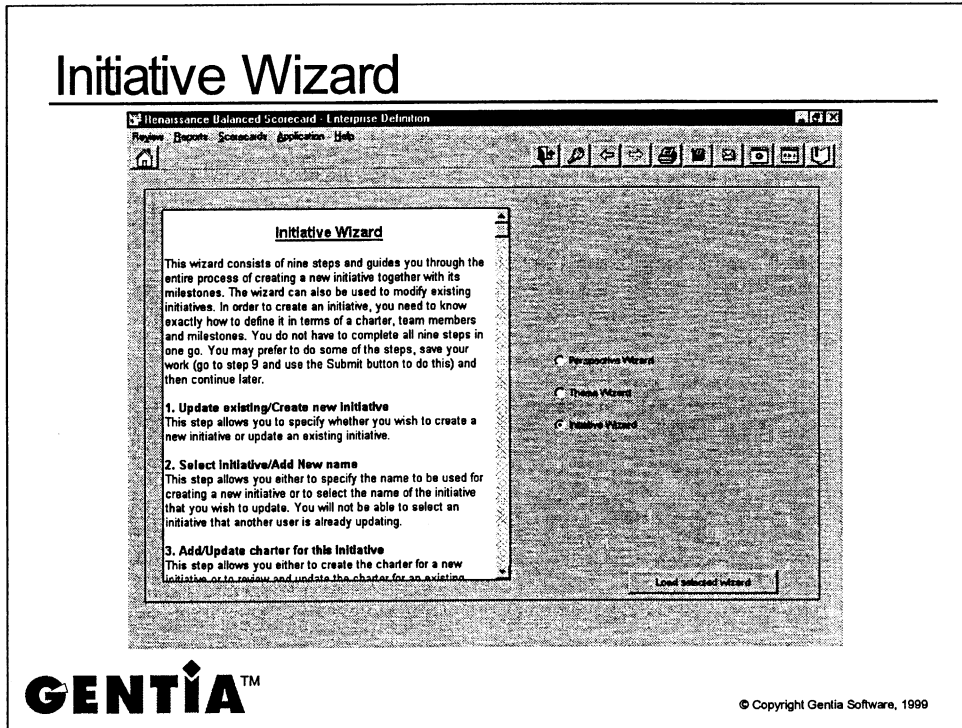 Initiative Wizard
Renaissance Balanced Scorecard - Enterprise Definition
Review Reports Scorecards Application Help
Initiative Wizard
This wizard consists of nine steps and guides you through the
entire process of creating a new initiative together with its
milestones. The wizard can also be used to modify existing
initiatives. In order to create an initiative, you need to know
exactly how to define it in terms of a charter, team members
and milestones. You do not have to complete all nine steps in
one go. You may prefer to do some of the steps, save your
work (go to step 9 and use the Submit button to do this) and
then continue later.
1. Update existing/Create new initiative
This step allows you to specify whether you wish to create a
new initiative or update an existing initiative.
2. Select Initiative/Add New name
This step allows you either to specify the name to be used for
creating a new initiative or to select the name of the initiative
that you wish to update. You will not be able to select an
initiative that another user is already updating.
3. Add/Update charter for this Initiative
This step allows you either to create the charter for a new
initiative or to review and update the charter for an existing
Perspective Wizard
Theme Wizard
Initiative Wizard
Load selected wizard
GENTIA™
© Copyright Gentia Software, 1999